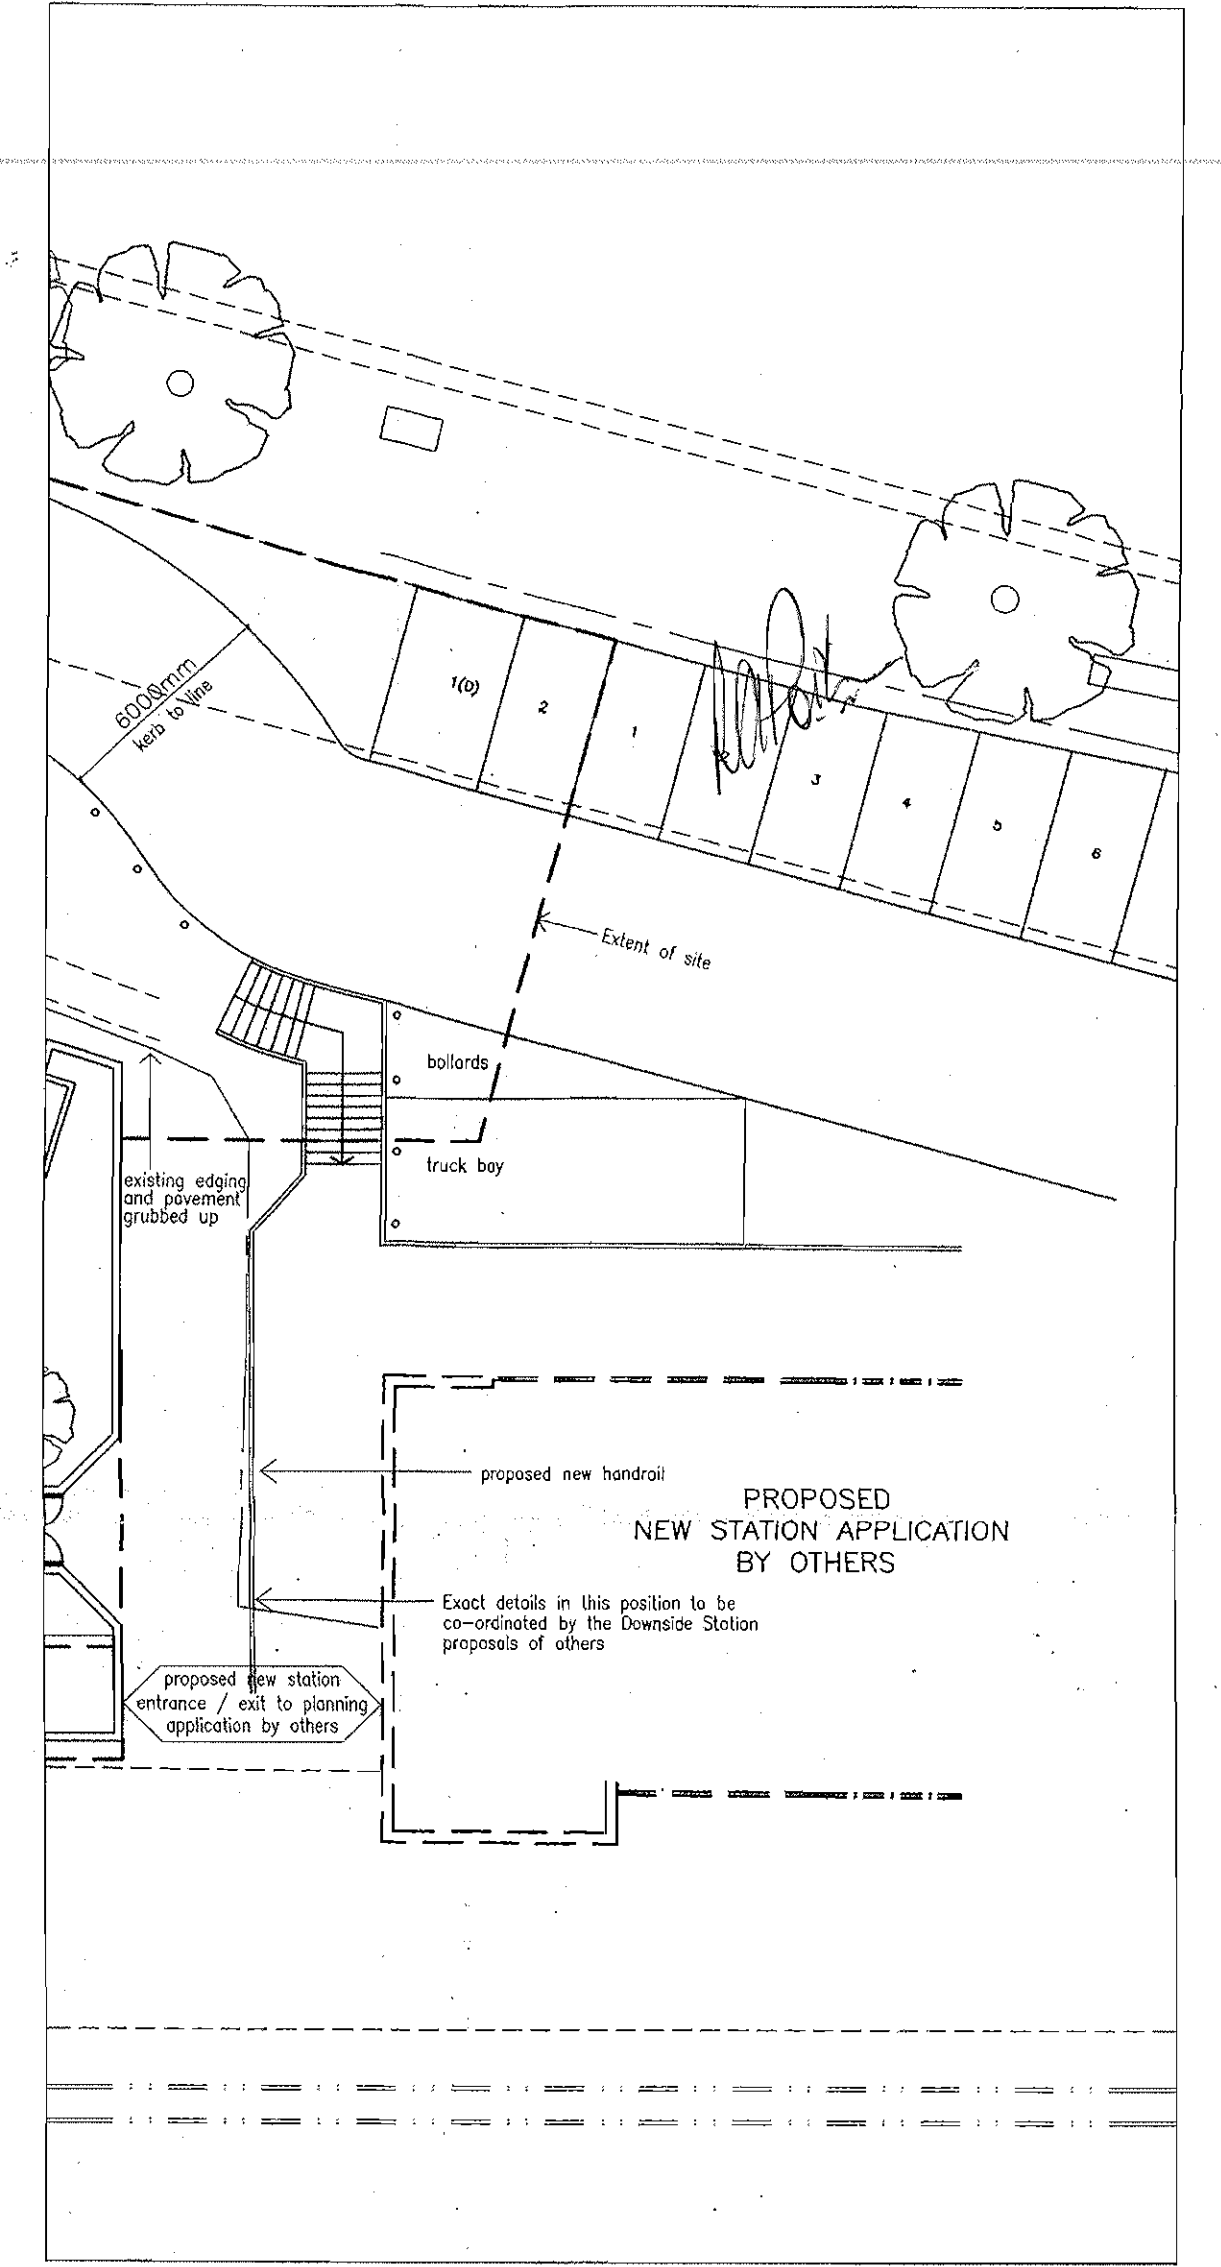 6000mm
kerb to line
1(D)
2
1
3
4
5
6
Extent of site
bollards
truck bay
existing edging
and pavement
grubbed up
proposed new handrail
PROPOSED
NEW STATION APPLICATION
BY OTHERS
Exact details in this position to be
co-ordinated by the Downside Station
proposals of others
proposed new station
entrance / exit to planning
application by others